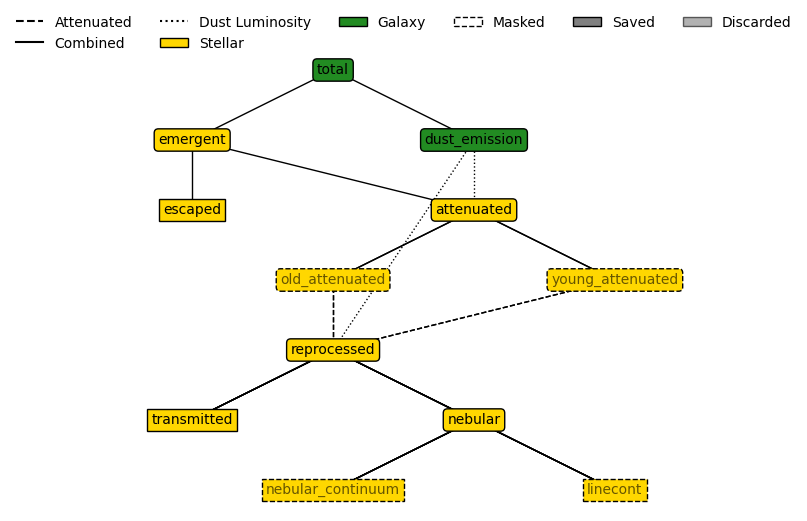 Attenuated
Dust Luminosity
Galaxy
Masked
Saved
Discarded
Combined
Stellar
total
emergent
dust_emission
escaped
attenuated
old_attenuated
young_attenuated
reprocessed
transmitted
nebular
nebular_continuum
linecont